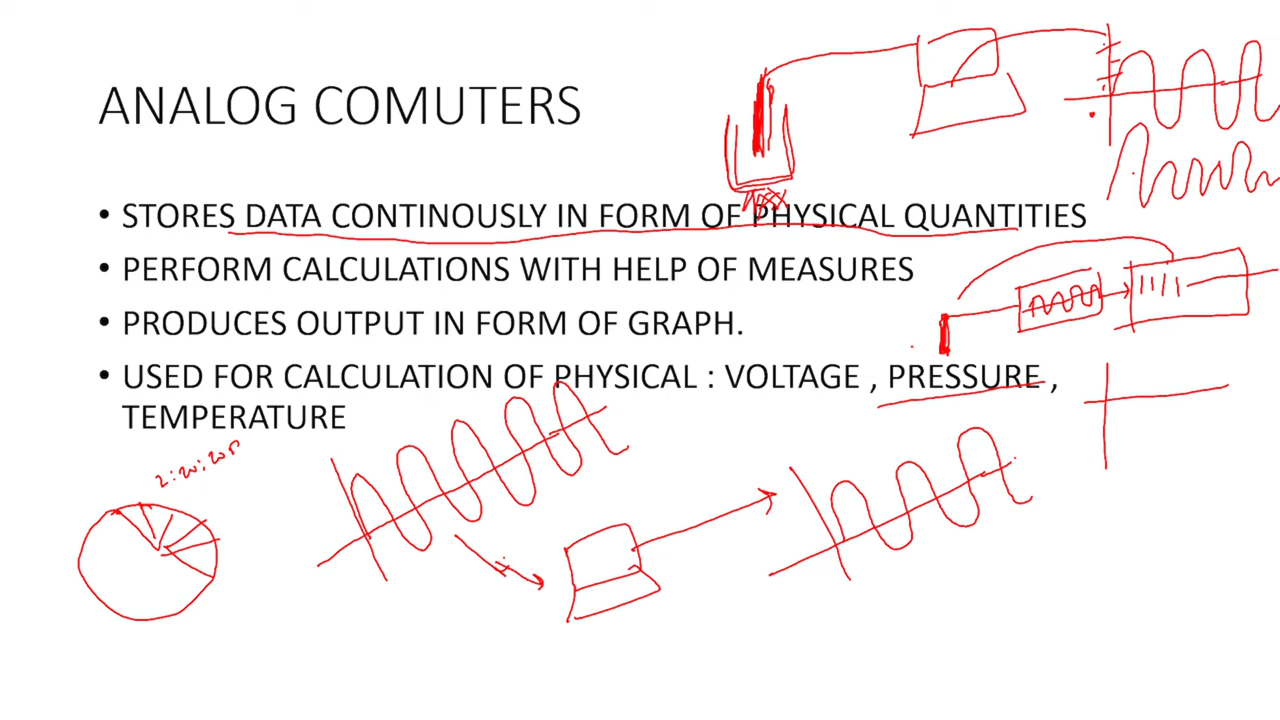 ANALOG COMUTERS
• STORES DATA CONTINOUSLY IN FORM OF PHYSICAL QUANTITIES
• PERFORM CALCULATIONS WITH HELP OF MEASURES
• PRODUCES OUTPUT IN FORM OF GRAPH.
• USED FOR CALCULATION OF PHYSICAL : VOLTAGE , PRESSURE ,
TEMPERATURE